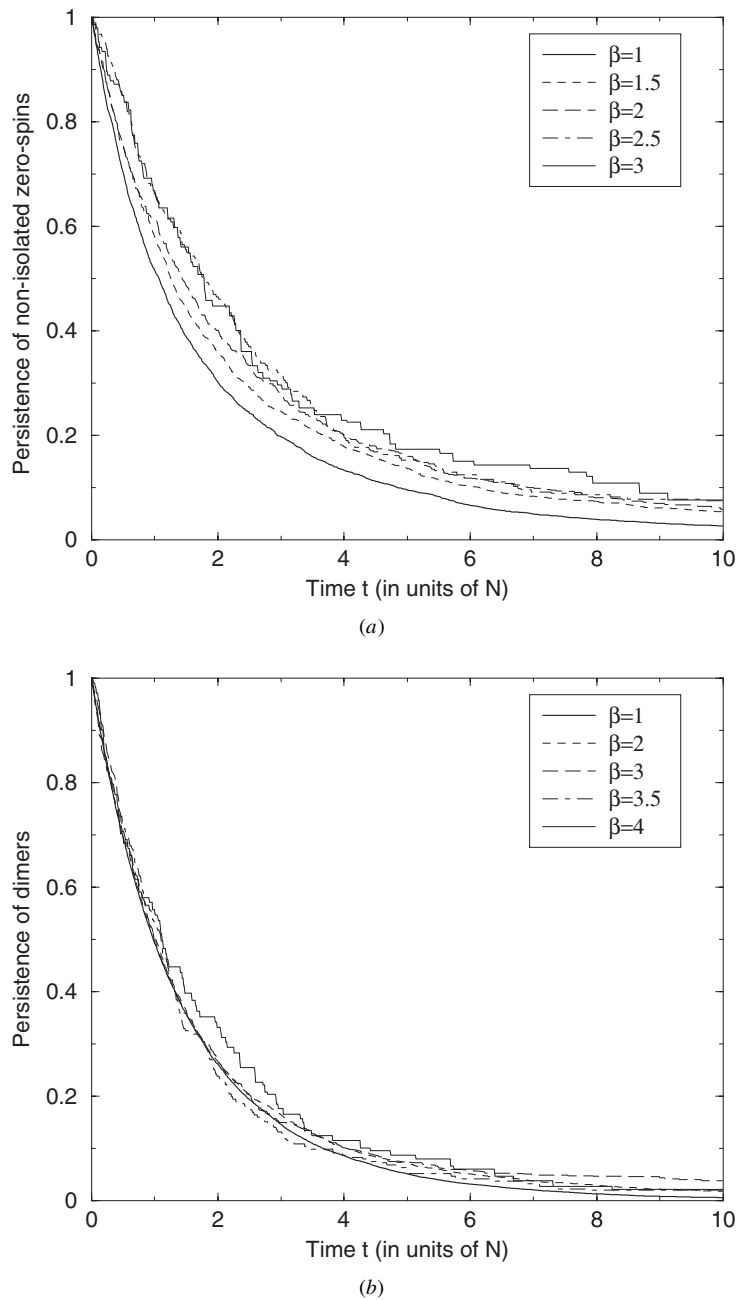 1
0.8
0.6
0.4
0.2
0
Persistence of non-isolated zero-spins
β=1
β=1.5
β=2
β=2.5
β=3
0 2 4 6 8 10
Time t (in units of N)
(a)
1
0.8
0.6
0.4
0.2
0
Persistence of dimers
β=1
β=2
β=3
β=3.5
β=4
0 2 4 6 8 10
Time t (in units of N)
(b)